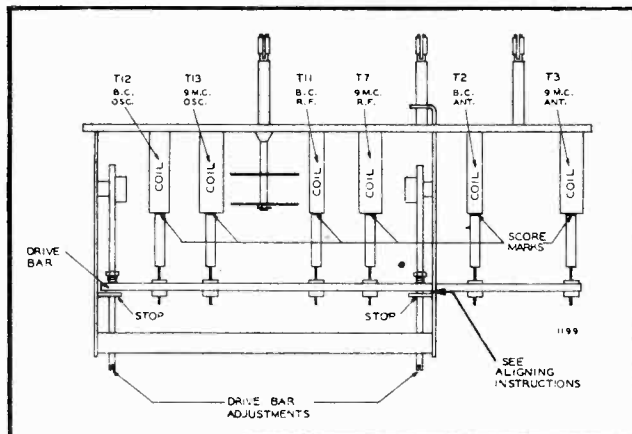 T12 B.C. OSC.
T13 9 M.C. OSC.
T11 B.C. R.F.
T7 9 M.C. R.F.
T2 B.C. ANT.
T3 9 M.C. ANT.
COIL
COIL
COIL
COIL
COIL
COIL
SCORE
MARKS
DRIVE
BAR
STOP
STOP
1199
SEE
ALIGNING
INSTRUCTIONS
DRIVE BAR
ADJUSTMENTS